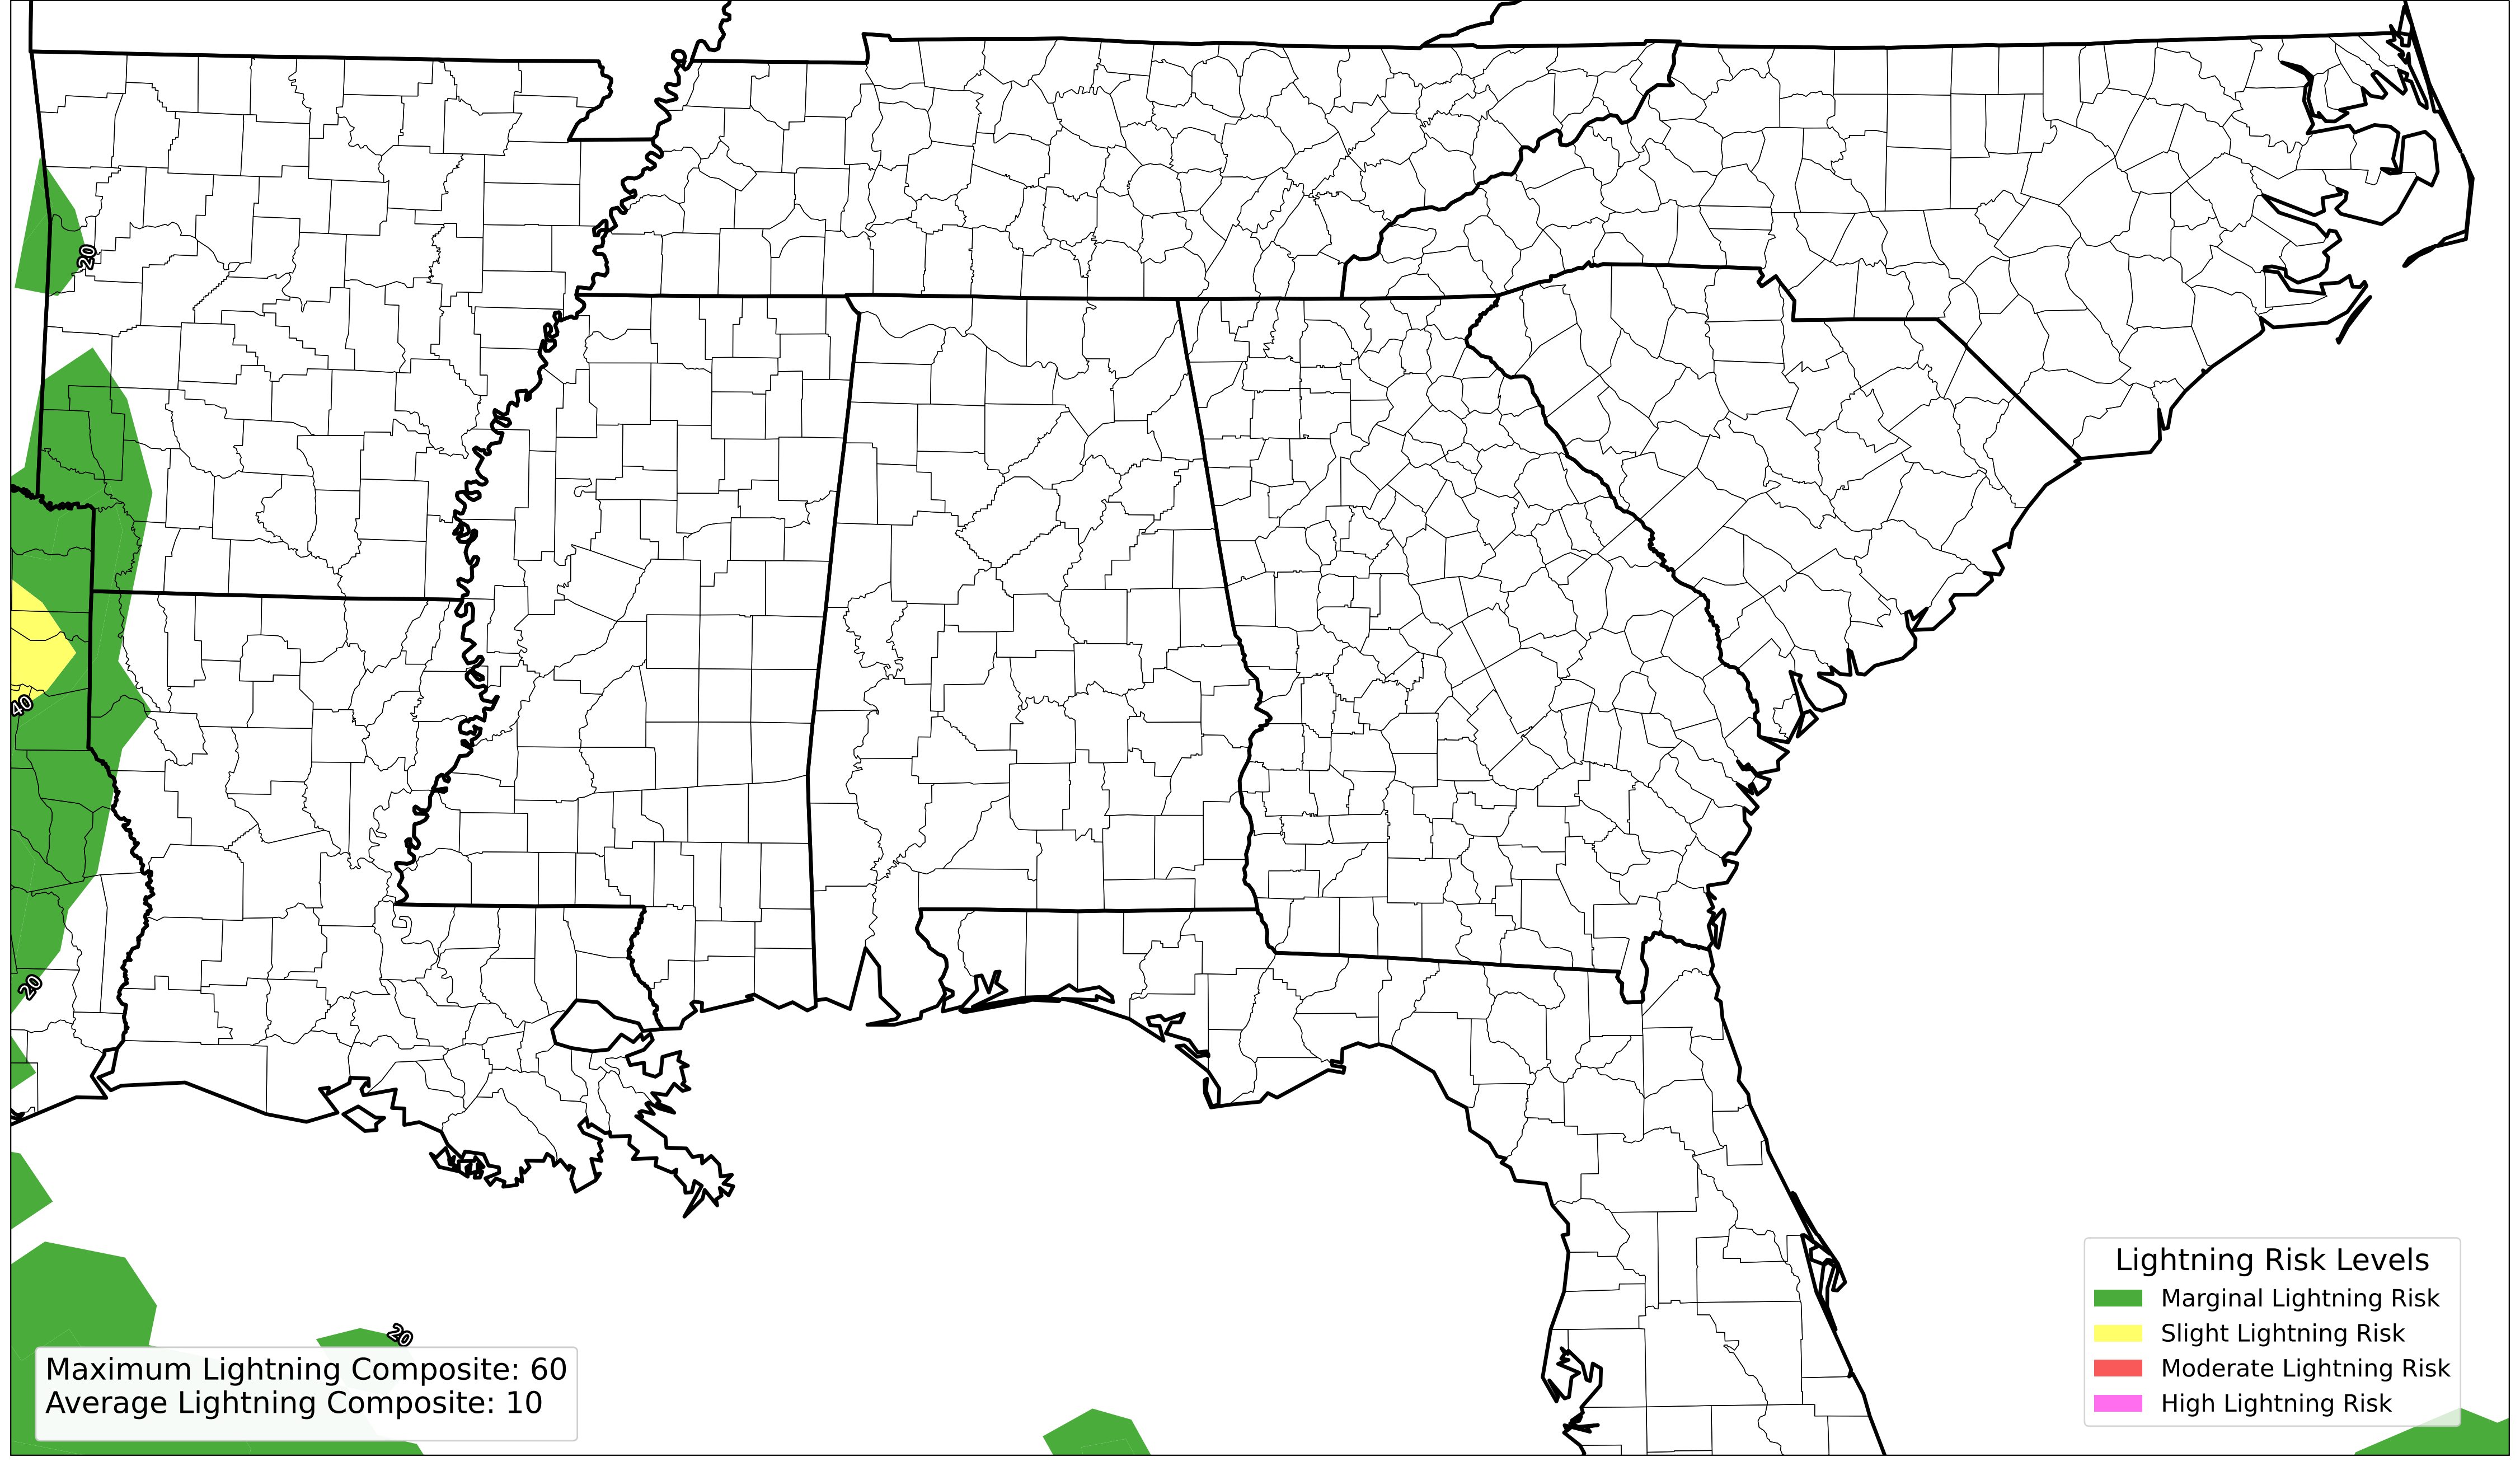 20
40
20
20
Maximum Lightning Composite: 60
Average Lightning Composite: 10
Lightning Risk Levels
Marginal Lightning Risk
Slight Lightning Risk
Moderate Lightning Risk
High Lightning Risk